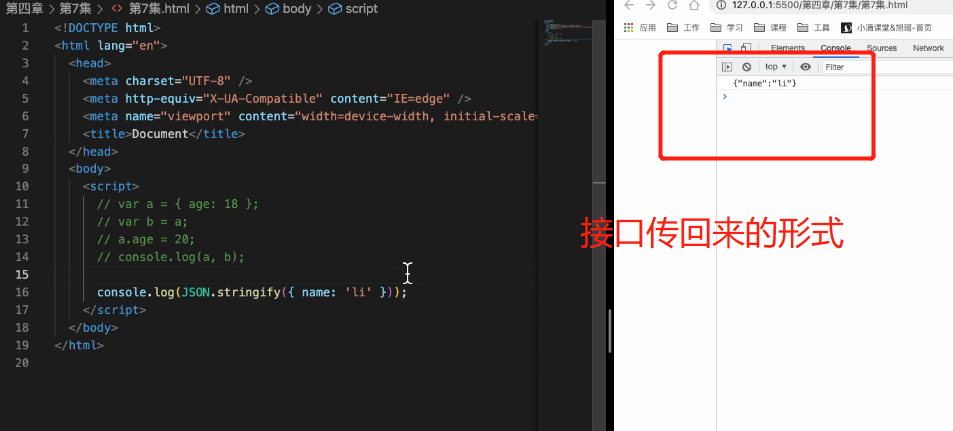 第四章 > 第7集 > <> 第7集.html > html > body > script
1 <!DOCTYPE html>
2 <html lang="en">
3 <head>
4 <meta charset="UTF-8" />
5 <meta http-equiv="X-UA-Compatible" content="IE=edge" />
6 <meta name="viewport" content="width=device-width, initial-scale=
7 <title>Document</title>
8 </head>
9 <body>
10 <script>
11 // var a = { age: 18 };
12 // var b = a;
13 // a.age = 20;
14 // console.log(a, b);
15
16 console.log(JSON.stringify({ name: 'li' }));
17 </script>
18 </body>
19 </html>
20
127.0.0.1:5500/第四章/第7集/第7集.html
应用 工作 学习 课程 工具 小滴课堂&旭瑶-首页
Elements Console Sources Network
top Filter
{"name":"li"}
接口传回来的形式